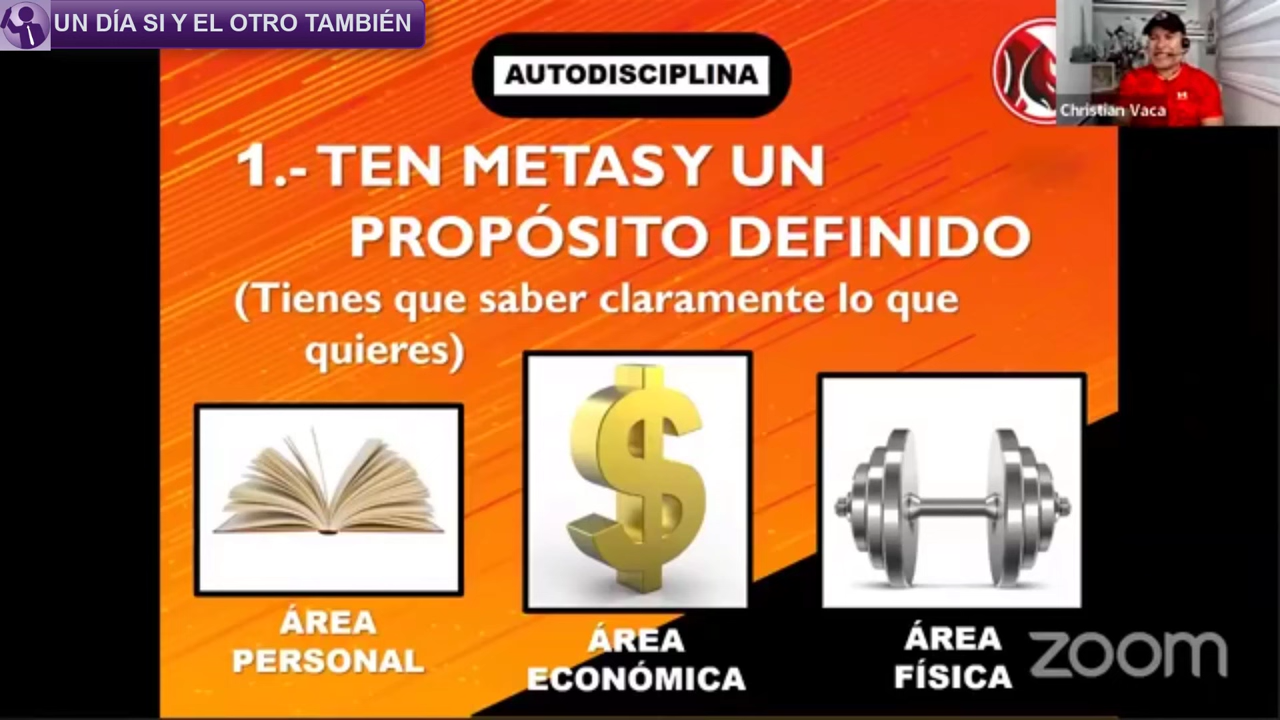 UN DÍA SI Y EL OTRO TAMBIÉN
AUTODISCIPLINA
Christian Vaca
1.- TEN METAS Y UN
PROPÓSITO DEFINIDO
(Tienes que saber claramente lo que
quieres)
ÁREA
PERSONAL
ÁREA
ECONÓMICA
ÁREA
FÍSICA
zoom